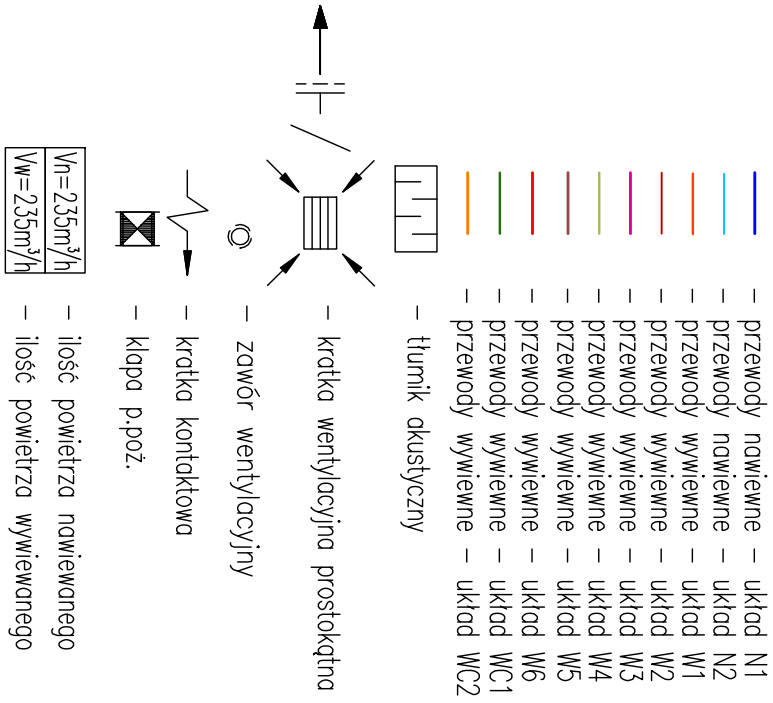 – przewody nawiewne – układ N1
– przewody nawiewne – układ N2
– przewody wywiewne – układ W1
– przewody wywiewne – układ W2
– przewody wywiewne – układ W3
– przewody wywiewne – układ W4
– przewody wywiewne – układ W5
– przewody wywiewne – układ W6
– przewody wywiewne – układ WC1
– przewody wywiewne – układ WC2
– tłumik akustyczny
– kratka wentylacyjna prostokątna
– zawór wentylacyjny
– kratka kontaktowa
– klapa p.poż.
Vn=235m³/h – ilość powietrza nawiewanego
Vw=235m³/h – ilość powietrza wywiewanego